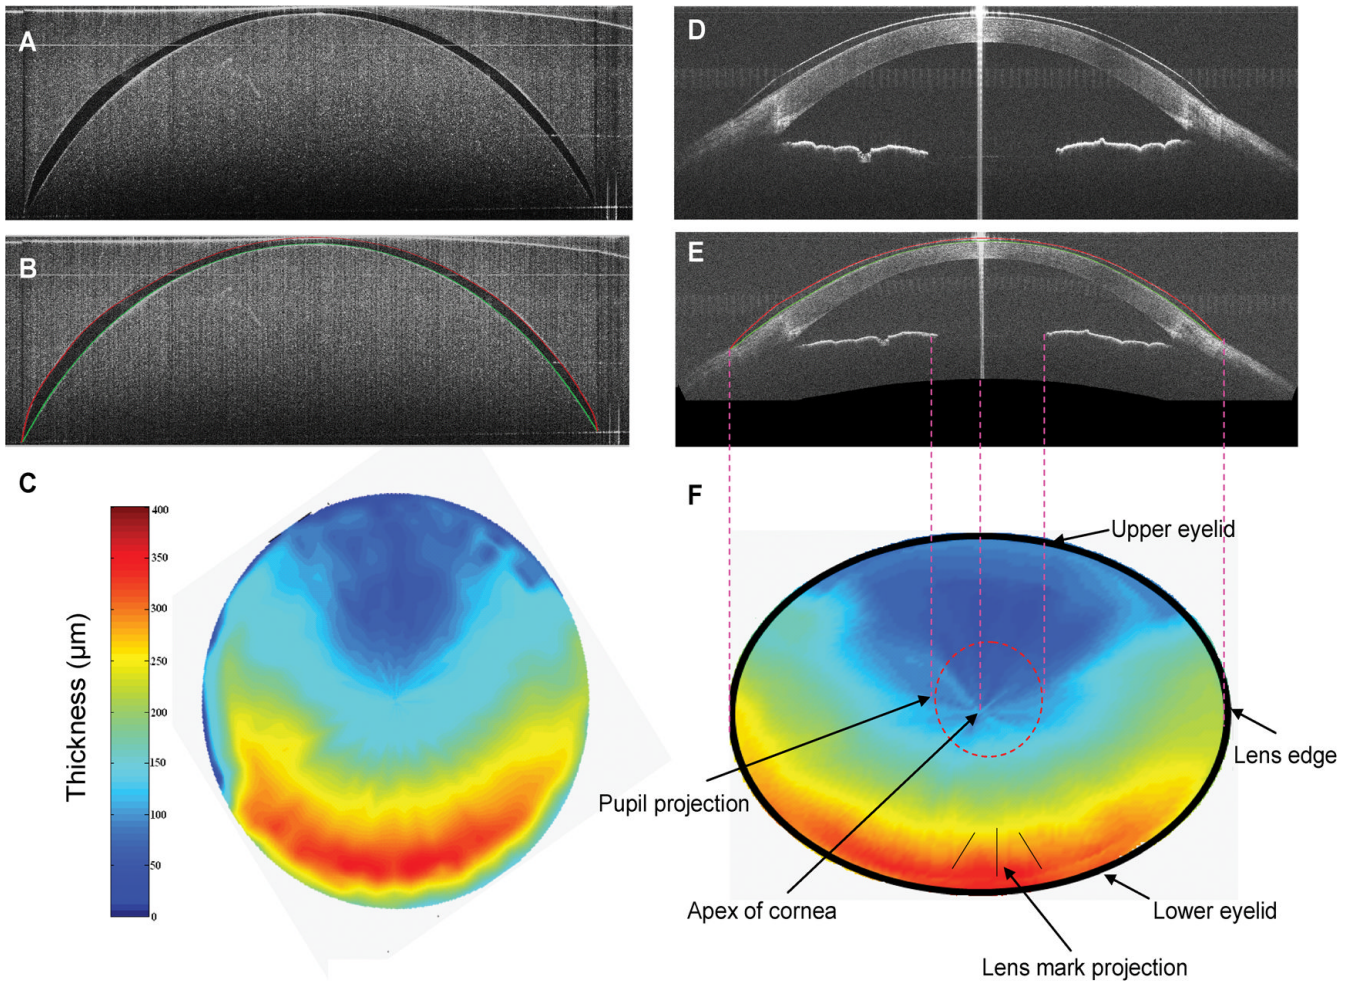 A
D
B
E
C
F
Thickness (μm)
400
350
300
250
200
150
100
50
0
Upper eyelid
Lens edge
Pupil projection
Apex of cornea
Lower eyelid
Lens mark projection